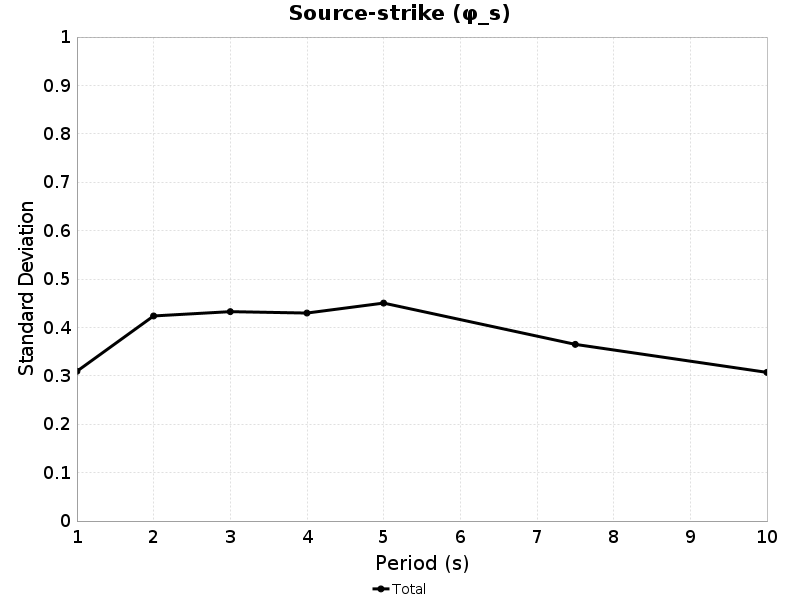 Source-strike (φ_s)
1
0.9
0.8
0.7
0.6
0.5
0.4
0.3
0.2
0.1
0
Standard Deviation
1 2 3 4 5 6 7 8 9 10
Period (s)
Total